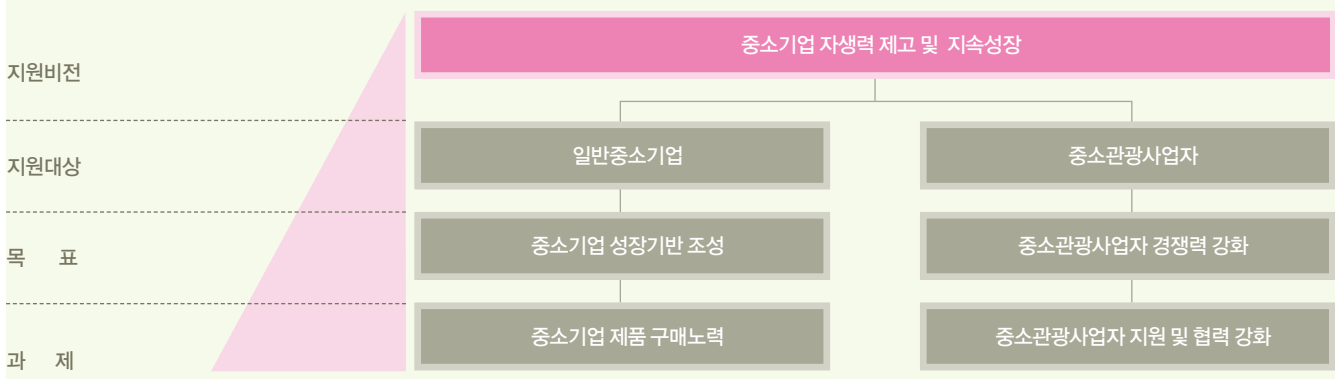 지원비전
중소기업 자생력 제고 및 지속성장
지원대상
일반중소기업
중소관광사업자
목 표
중소기업 성장기반 조성
중소관광사업자 경쟁력 강화
과 제
중소기업 제품 구매노력
중소관광사업자 지원 및 협력 강화